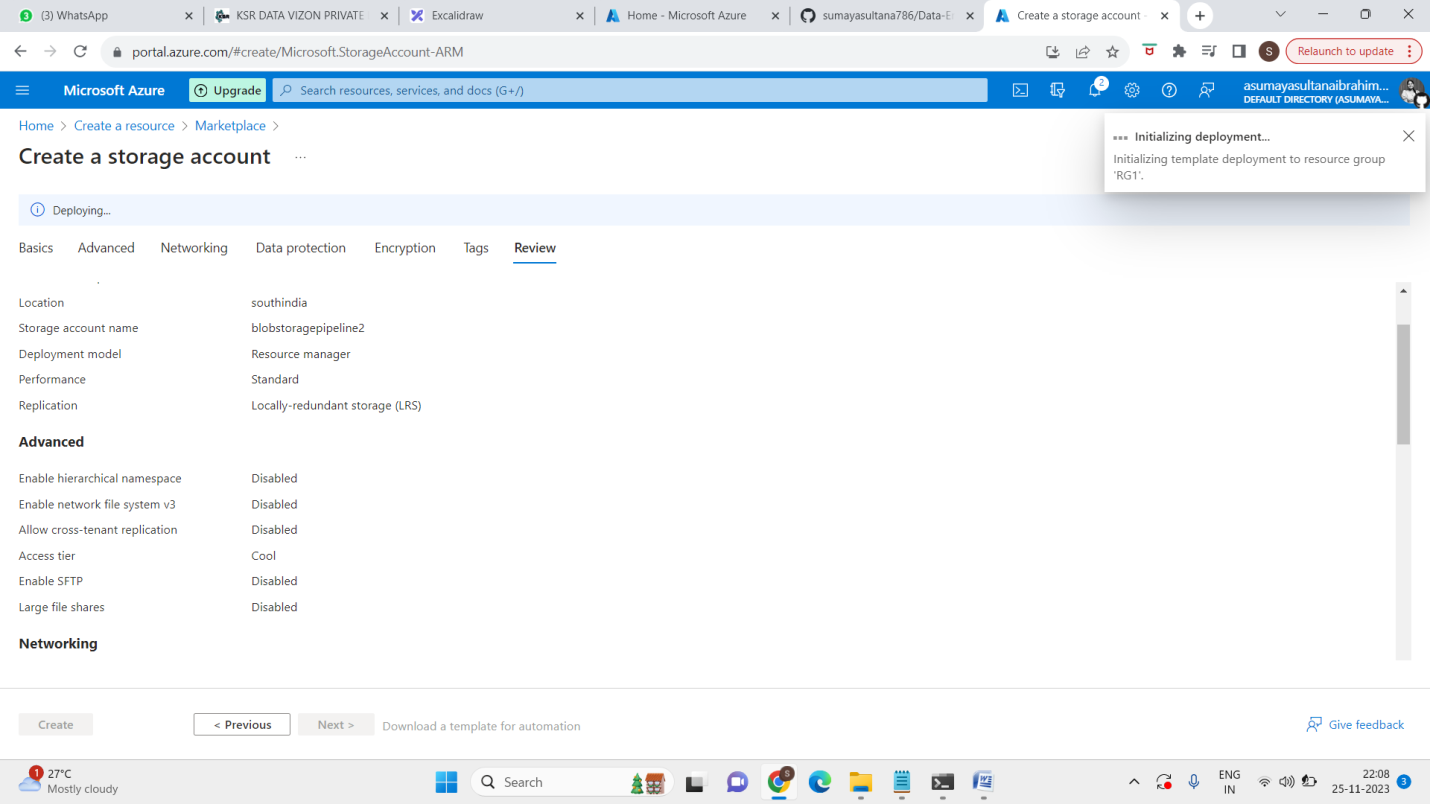 (3) WhatsApp
KSR DATA VIZON PRIVATE
Excalidraw
Home - Microsoft Azure
sumayasultana786/Data-E
Create a storage account -
portal.azure.com/#create/Microsoft.StorageAccount-ARM
S
Relaunch to update
Microsoft Azure
Upgrade
Search resources, services, and docs (G+/)
2
asumayasultanaibrahim...
DEFAULT DIRECTORY (ASUMAYA...
Home > Create a resource > Marketplace >
Create a storage account ...
Initializing deployment...
Initializing template deployment to resource group
'RG1'.
Deploying...
Basics Advanced Networking Data protection Encryption Tags Review
Location southindia
Storage account name blobstoragepipeline2
Deployment model Resource manager
Performance Standard
Replication Locally-redundant storage (LRS)
Advanced
Enable hierarchical namespace Disabled
Enable network file system v3 Disabled
Allow cross-tenant replication Disabled
Access tier Cool
Enable SFTP Disabled
Large file shares Disabled
Networking
Create
< Previous
Next >
Download a template for automation
Give feedback
1
27°C
Mostly cloudy
Search
S
ENG
IN
22:08
25-11-2023
3